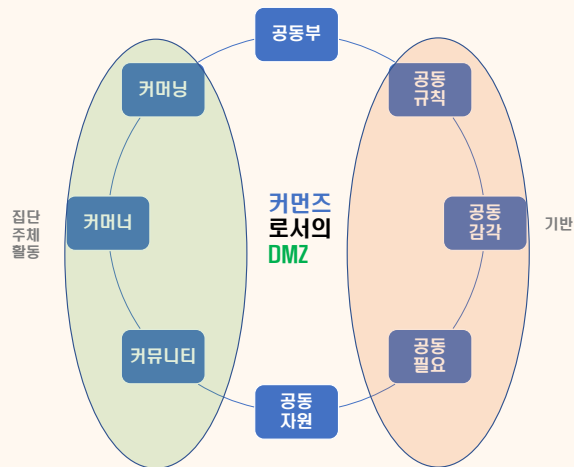 공동부
커머닝
공동
규칙
집단
주체
활동
커머너
커먼즈
로서의
DMZ
공동
감각
기반
커뮤니티
공동
필요
공동
자원